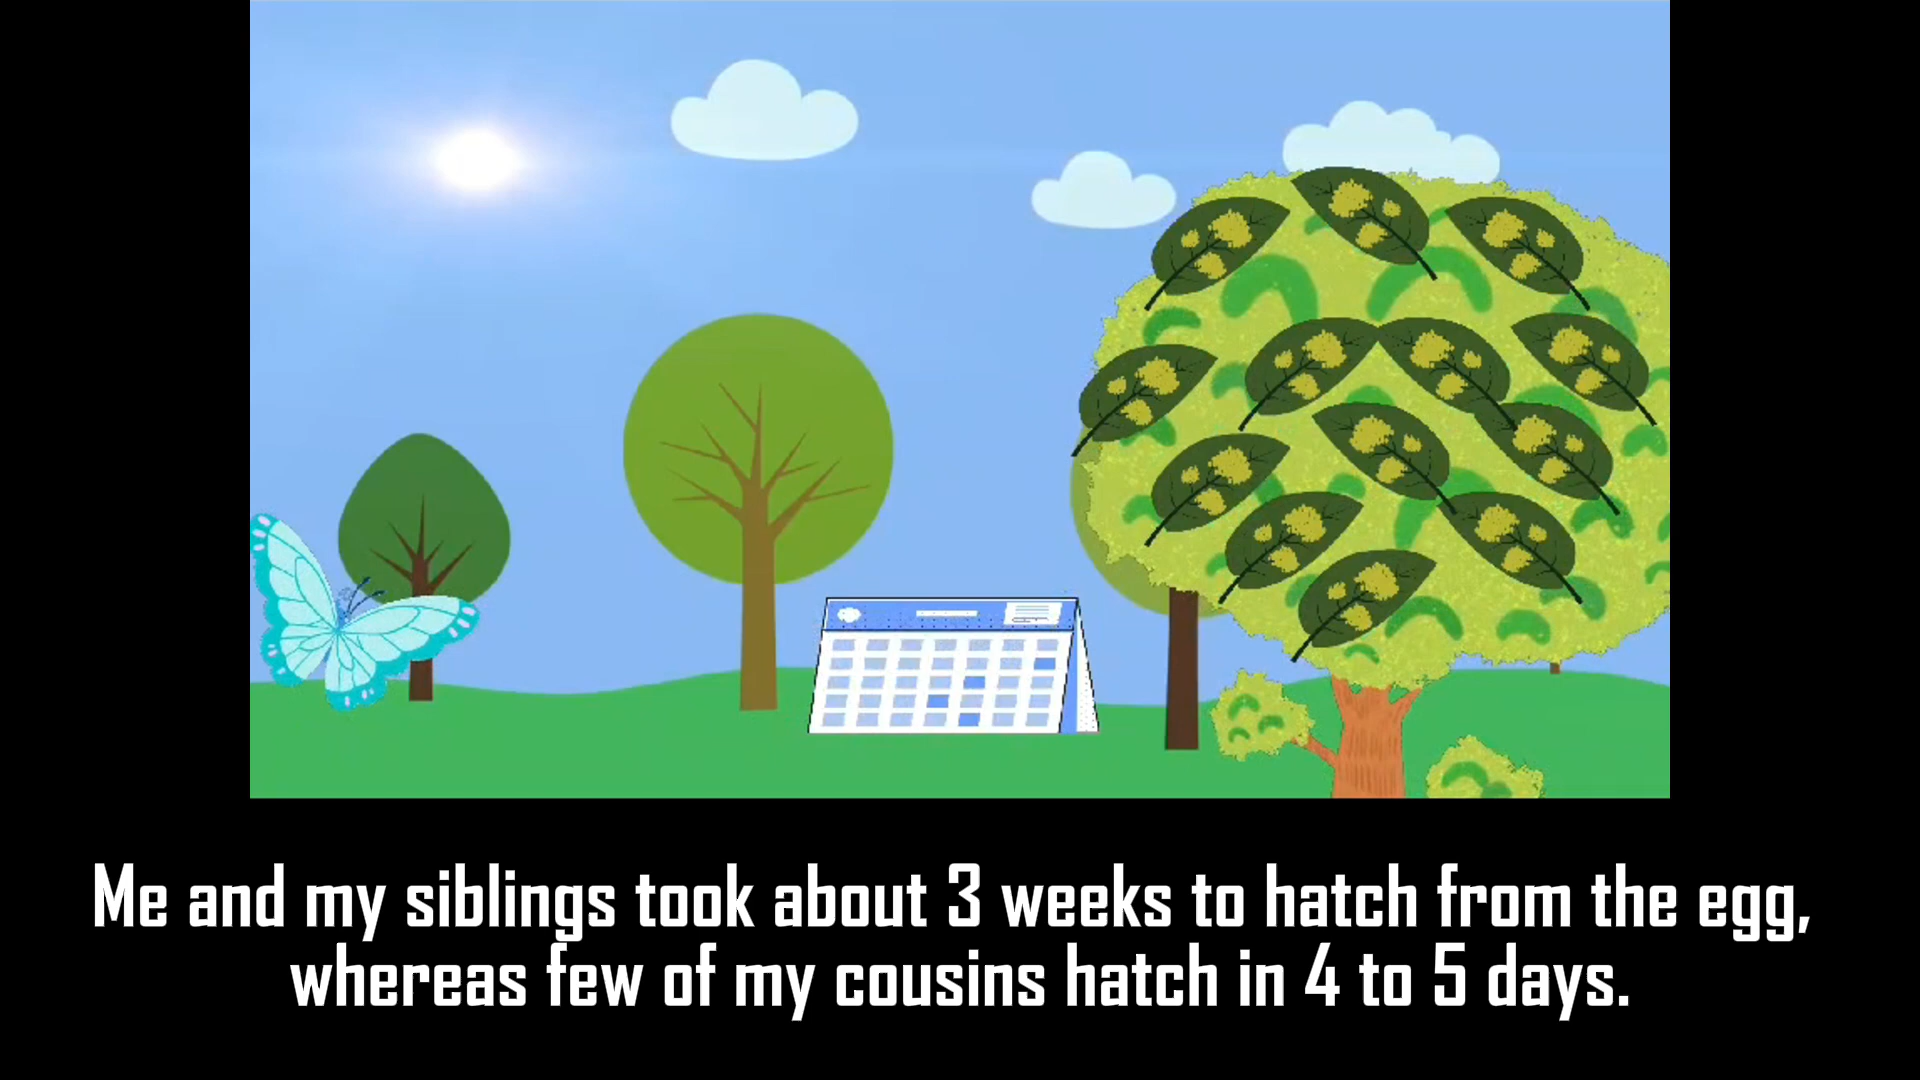 Me and my siblings took about 3 weeks to hatch from the egg,
whereas few of my cousins hatch in 4 to 5 days.